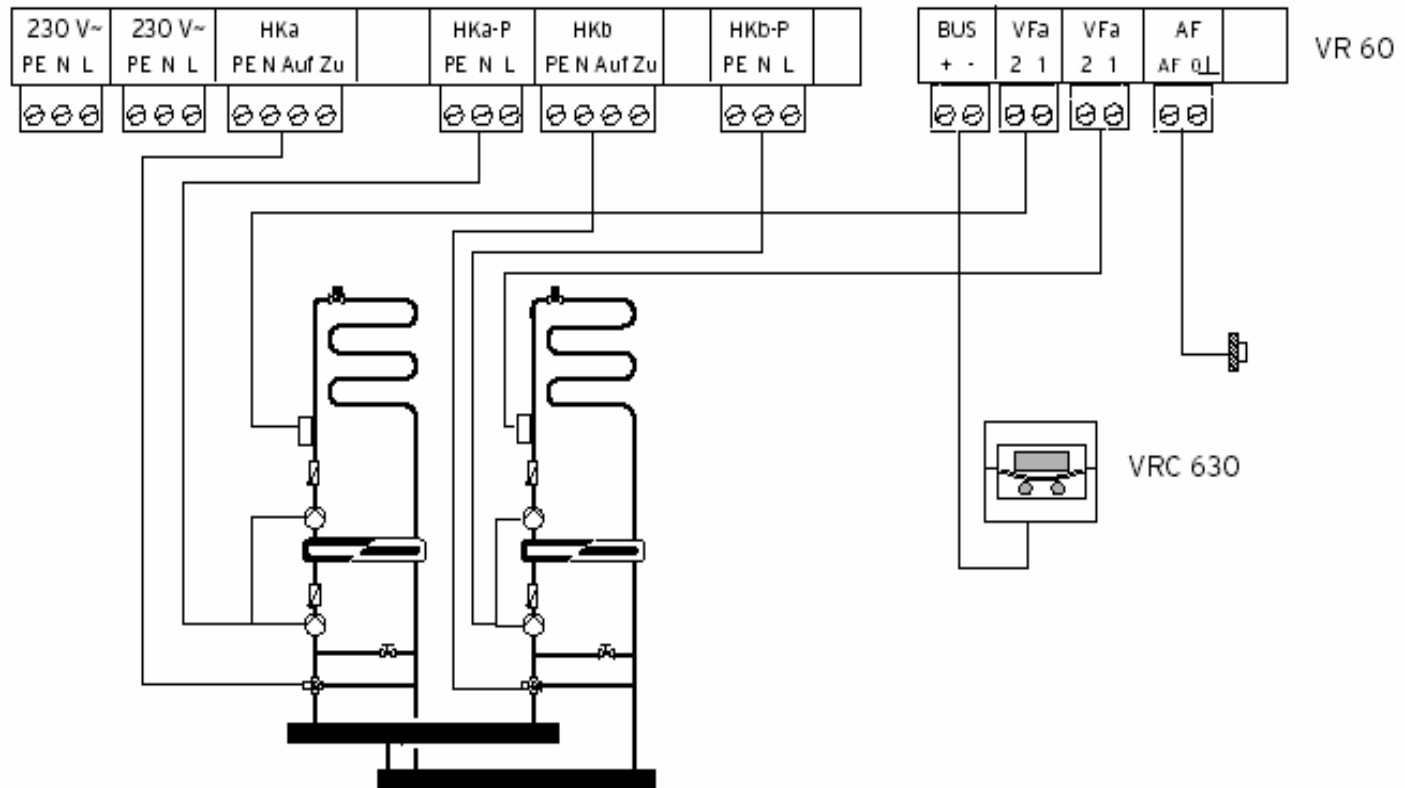 230 V~ 230 V~ HKa HKa-P HKb HKb-P BUS VFa VFa AF
PE N L PE N L PE N Auf Zu PE N L PE N Auf Zu PE N L + - 2 1 2 1 AF 0
VR 60
VRC 630